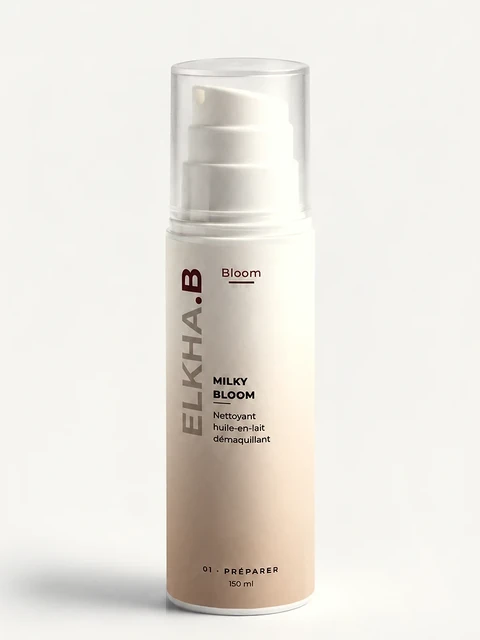 ELKHA.B
Bloom
MILKY
BLOOM
Nettoyant
huile-en-lait
démaquillant
01 · PRÉPARER
150 ml